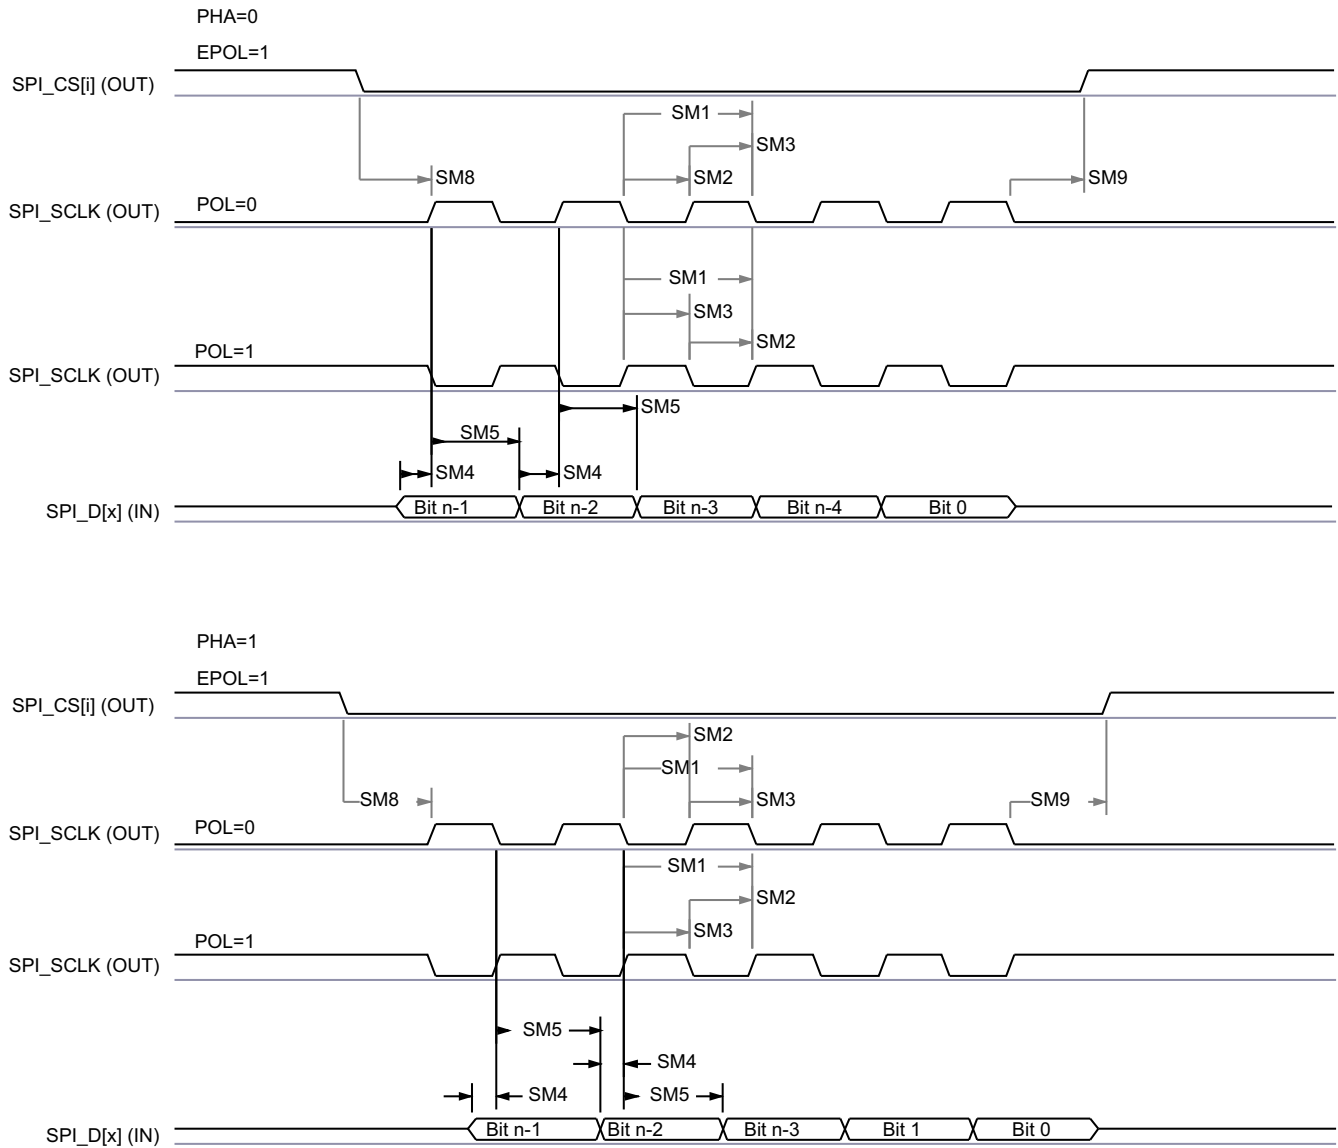 PHA=0
EPOL=1
SPI_CS[i] (OUT)
SM1
SM3
SM8
SM2
SM9
POL=0
SPI_SCLK (OUT)
SM1
SM3
SM2
POL=1
SPI_SCLK (OUT)
SM5
SM5
SM4
SM4
SPI_D[x] (IN)
Bit n-1
Bit n-2
Bit n-3
Bit n-4
Bit 0
PHA=1
EPOL=1
SPI_CS[i] (OUT)
SM2
SM1
SM8
SM3
SM9
POL=0
SPI_SCLK (OUT)
SM1
SM2
SM3
POL=1
SPI_SCLK (OUT)
SM5
SM4
SM4
SM5
SPI_D[x] (IN)
Bit n-1
Bit n-2
Bit n-3
Bit 1
Bit 0